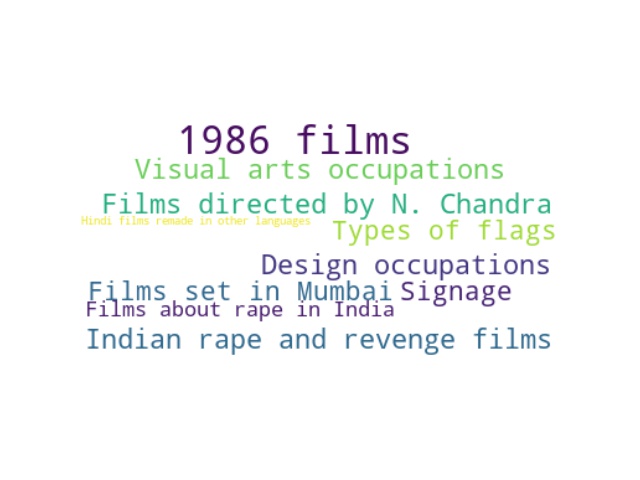 1986 films
Visual arts occupations
Films directed by N. Chandra
Hindi films remade in other languages
Types of flags
Design occupations
Films set in Mumbai
Signage
Films about rape in India
Indian rape and revenge films